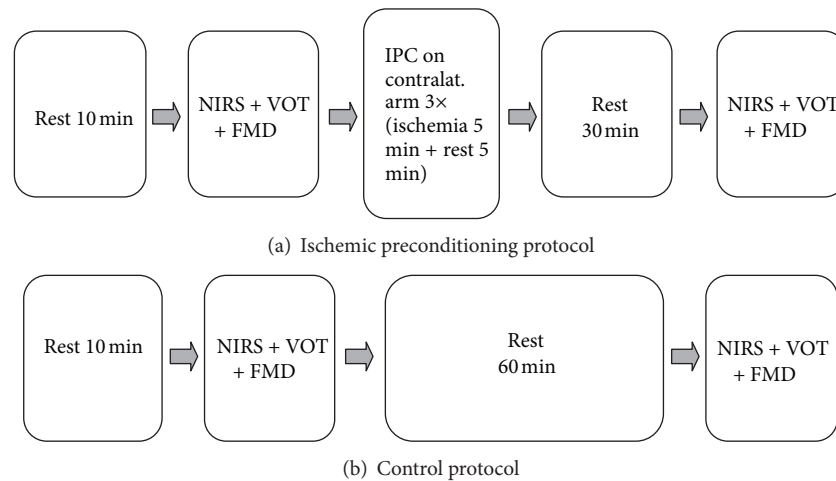 Rest 10 min
NIRS + VOT
+ FMD
IPC on
contralat.
arm 3×
(ischemia 5
min + rest 5
min)
Rest
30 min
NIRS + VOT
+ FMD
(a) Ischemic preconditioning protocol
Rest 10 min
NIRS + VOT
+ FMD
Rest
60 min
NIRS + VOT
+ FMD
(b) Control protocol